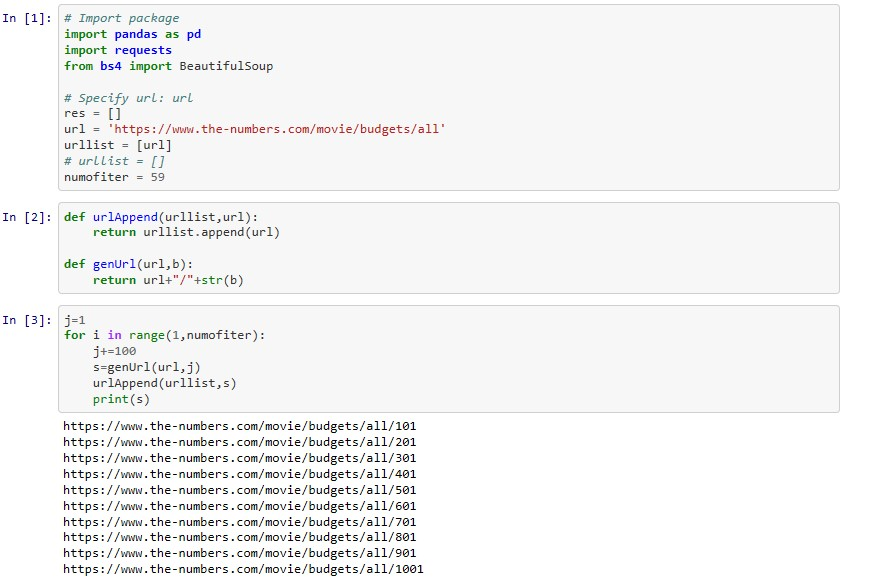 In [1]: # Import package
import pandas as pd
import requests
from bs4 import BeautifulSoup
# Specify url: url
res = []
url = 'https://www.the-numbers.com/movie/budgets/all'
urllist = [url]
# urllist = []
numofiter = 59
In [2]: def urlAppend(urllist,url):
    return urllist.append(url)
def genUrl(url,b):
    return url+"/"+str(b)
In [3]: j=1
for i in range(1,numofiter):
    j+=100
    s=genUrl(url,j)
    urlAppend(urllist,s)
    print(s)
https://www.the-numbers.com/movie/budgets/all/101
https://www.the-numbers.com/movie/budgets/all/201
https://www.the-numbers.com/movie/budgets/all/301
https://www.the-numbers.com/movie/budgets/all/401
https://www.the-numbers.com/movie/budgets/all/501
https://www.the-numbers.com/movie/budgets/all/601
https://www.the-numbers.com/movie/budgets/all/701
https://www.the-numbers.com/movie/budgets/all/801
https://www.the-numbers.com/movie/budgets/all/901
https://www.the-numbers.com/movie/budgets/all/1001